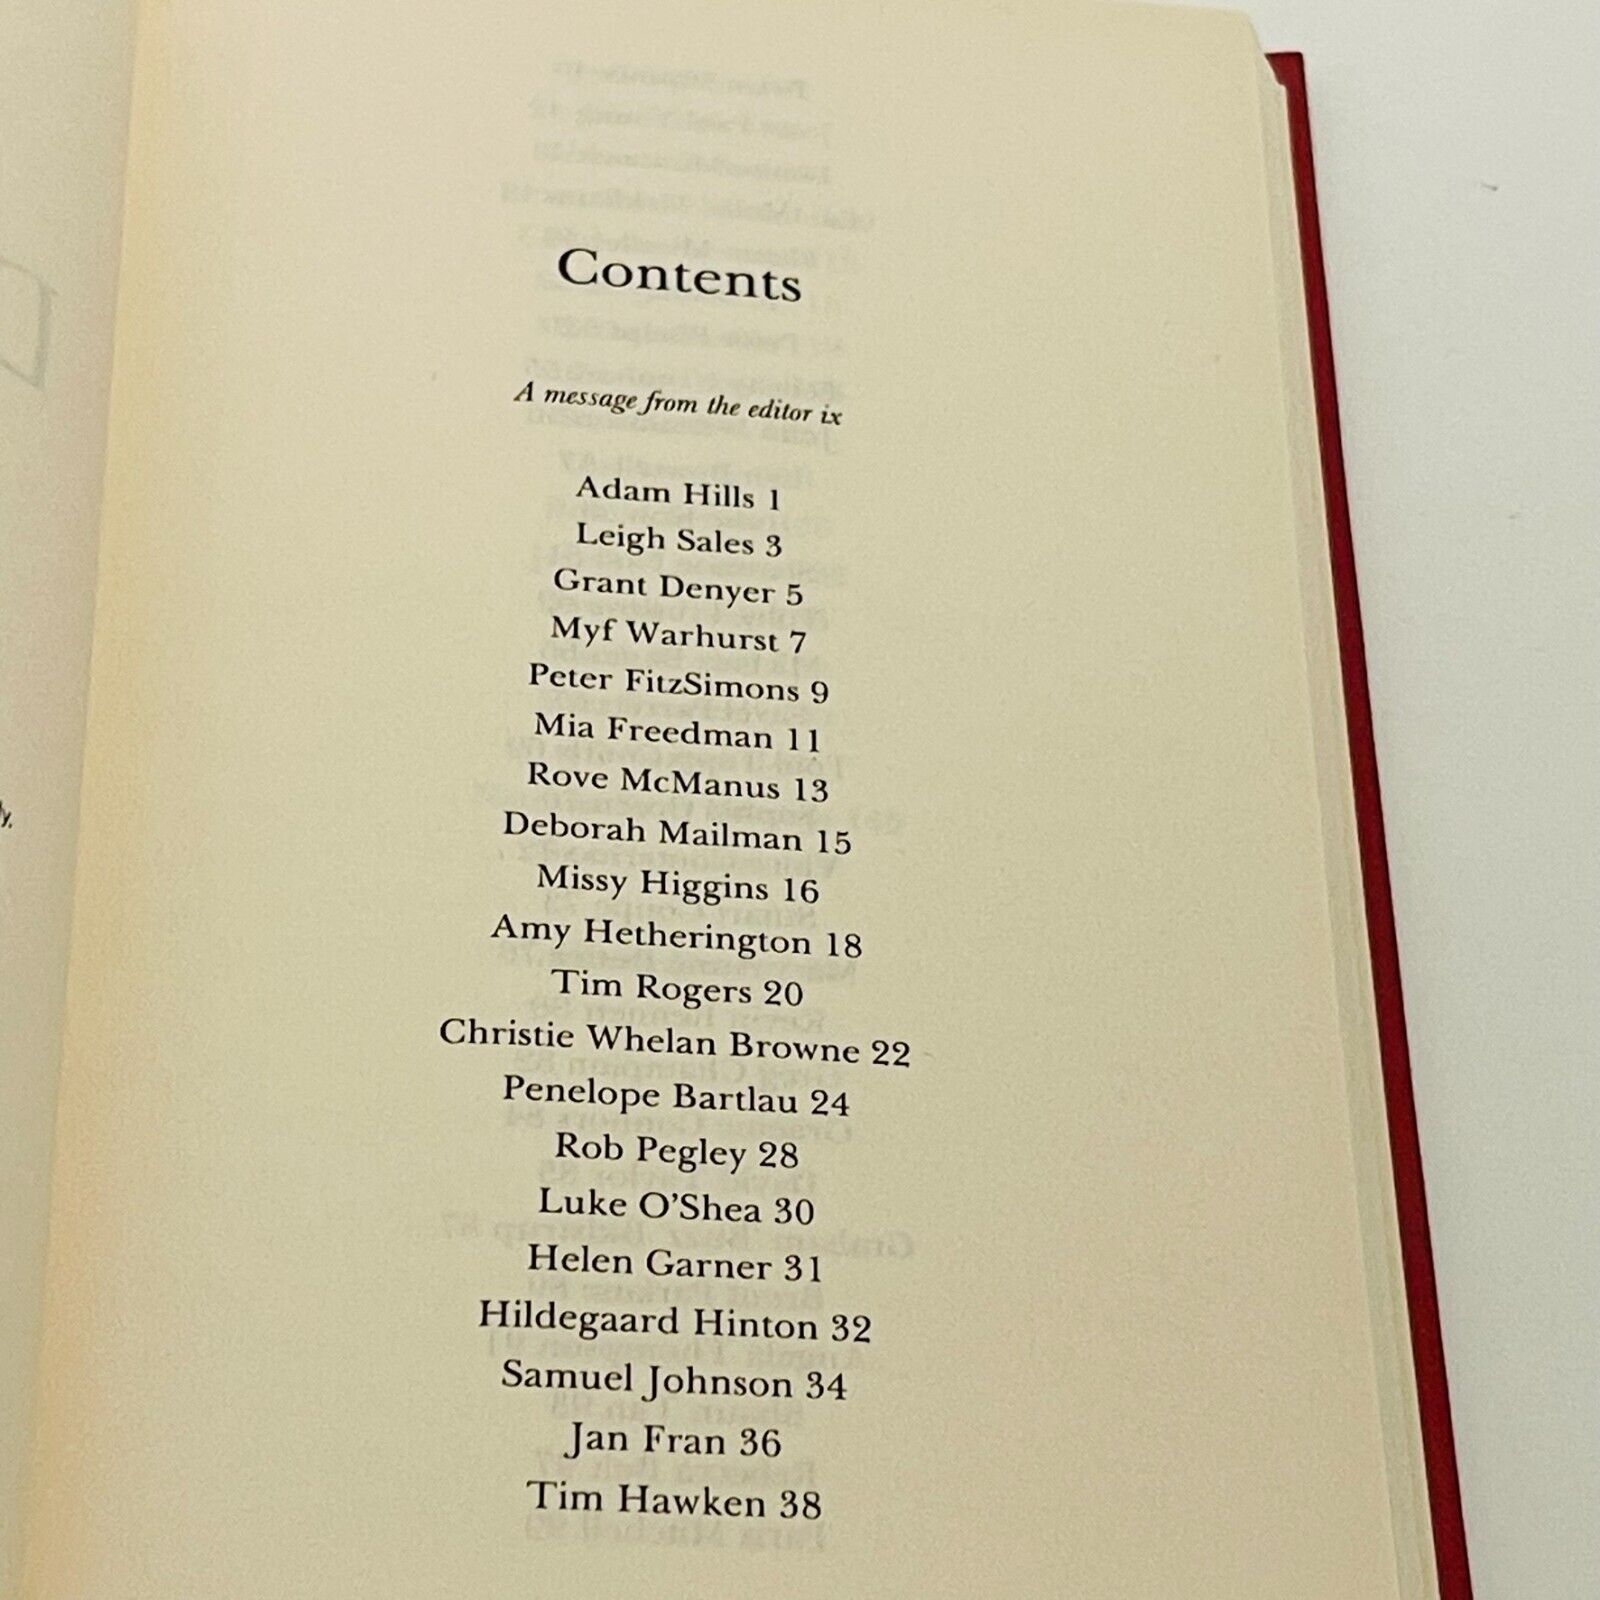 Contents
A message from the editor ix
Adam Hills 1
Leigh Sales 3
Grant Denyer 5
Myf Warhurst 7
Peter FitzSimons 9
Mia Freedman 11
Rove McManus 13
Deborah Mailman 15
Missy Higgins 16
Amy Hetherington 18
Tim Rogers 20
Christie Whelan Browne 22
Penelope Bartlau 24
Rob Pegley 28
Luke O'Shea 30
Helen Garner 31
Hildegaard Hinton 32
Samuel Johnson 34
Jan Fran 36
Tim Hawken 38